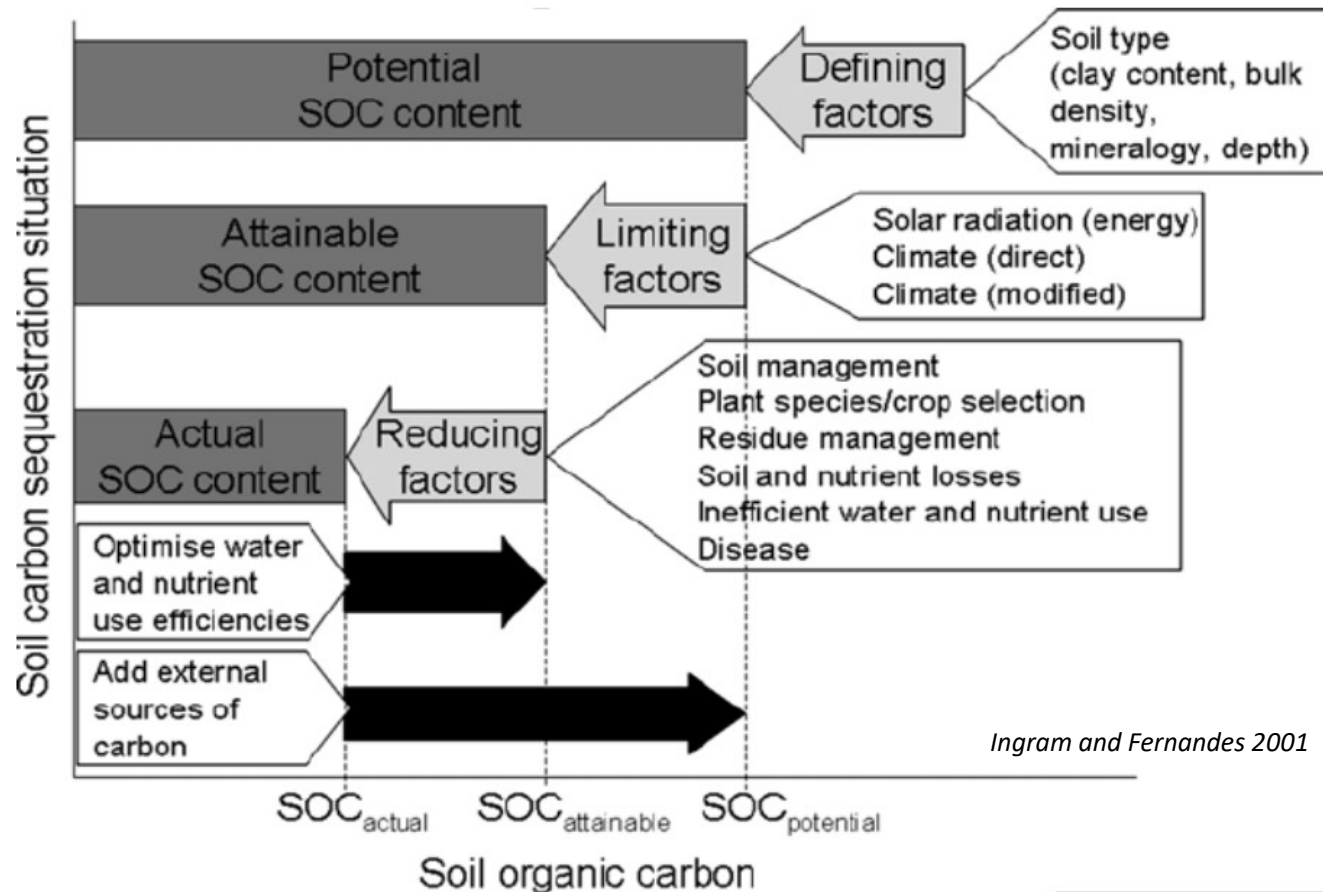 Potential
SOC content
Defining
factors
Soil type
(clay content, bulk
density,
mineralogy, depth)
Attainable
SOC content
Limiting
factors
Solar radiation (energy)
Climate (direct)
Climate (modified)
Actual
SOC content
Reducing
factors
Soil management
Plant species/crop selection
Residue management
Soil and nutrient losses
Inefficient water and nutrient use
Disease
Optimise water
and nutrient
use efficiencies
Add external
sources of
carbon
Ingram and Fernandes 2001
Soil carbon sequestration situation
SOCactual
SOCattainable
SOCpotential
Soil organic carbon